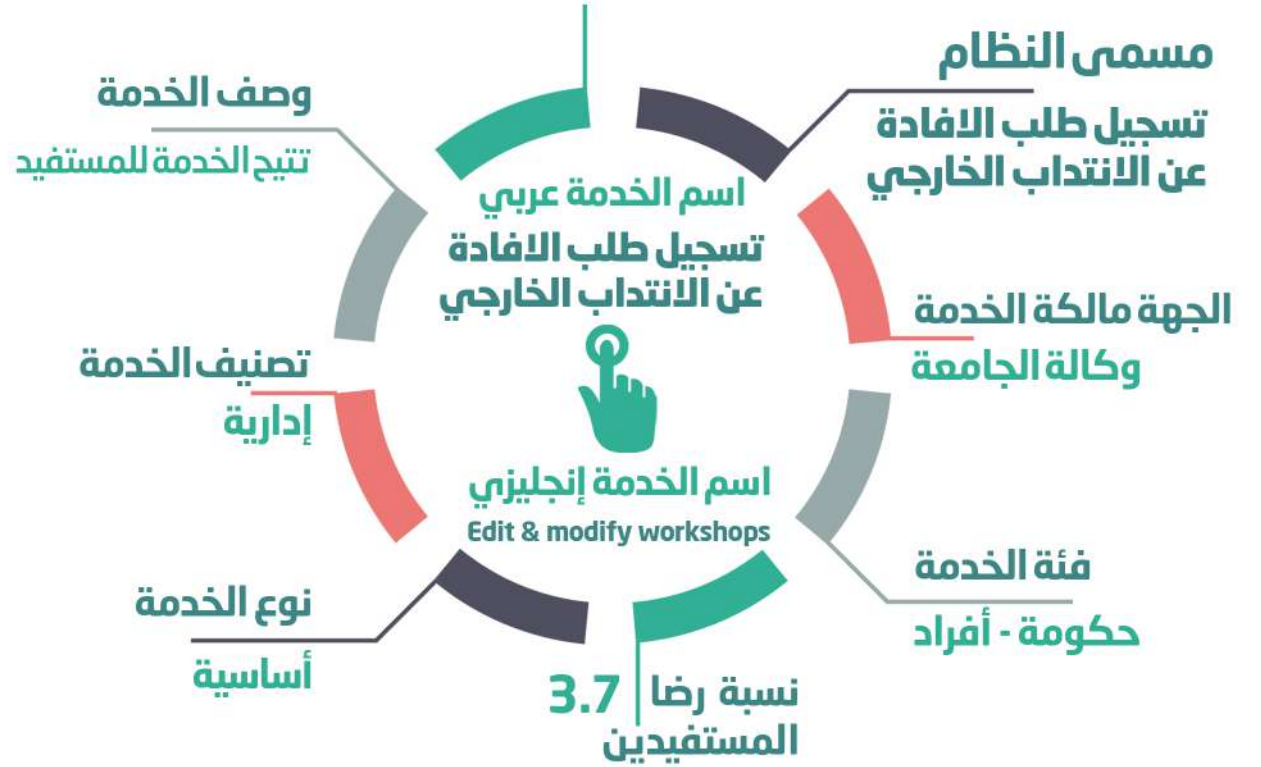 مسمى النظام
تسجيل طلب الافادة
عن الانتداب الخارجي
الجهة مالكة الخدمة
وكالة الجامعة
فئة الخدمة
حكومة - أفراد
وصف الخدمة
تتيح الخدمة للمستفيد
تصنيف الخدمة
إدارية
نوع الخدمة
أساسية
اسم الخدمة عربي
تسجيل طلب الافادة
عن الانتداب الخارجي
اسم الخدمة إنجليزي
Edit & modify workshops
نسبة رضا 3.7
المستفيدين